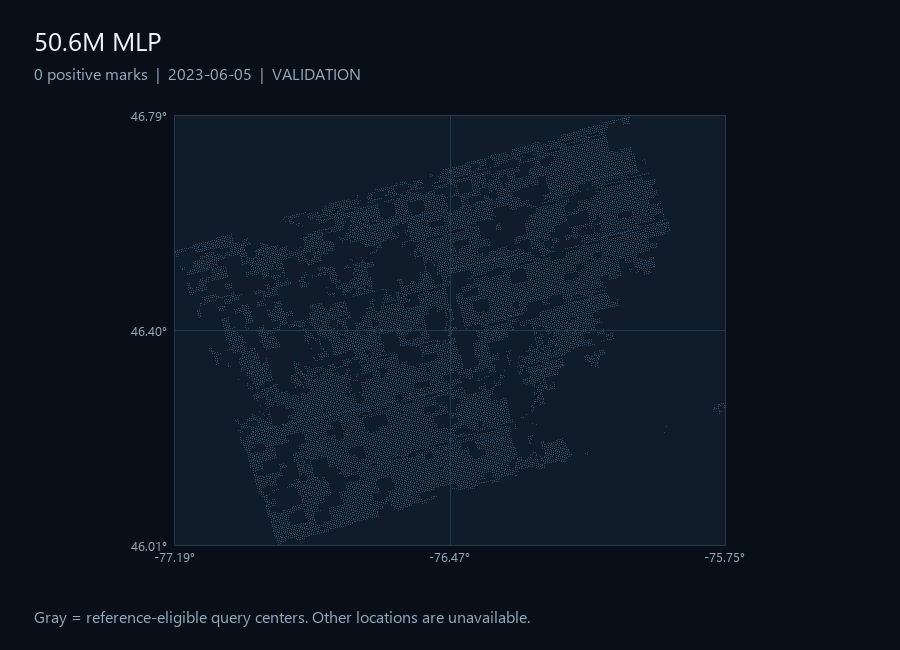 50.6M MLP
0 positive marks | 2023-06-05 | VALIDATION
46.79°
46.40°
46.01°
-77.19°
-76.47°
-75.75°
Gray = reference-eligible query centers. Other locations are unavailable.